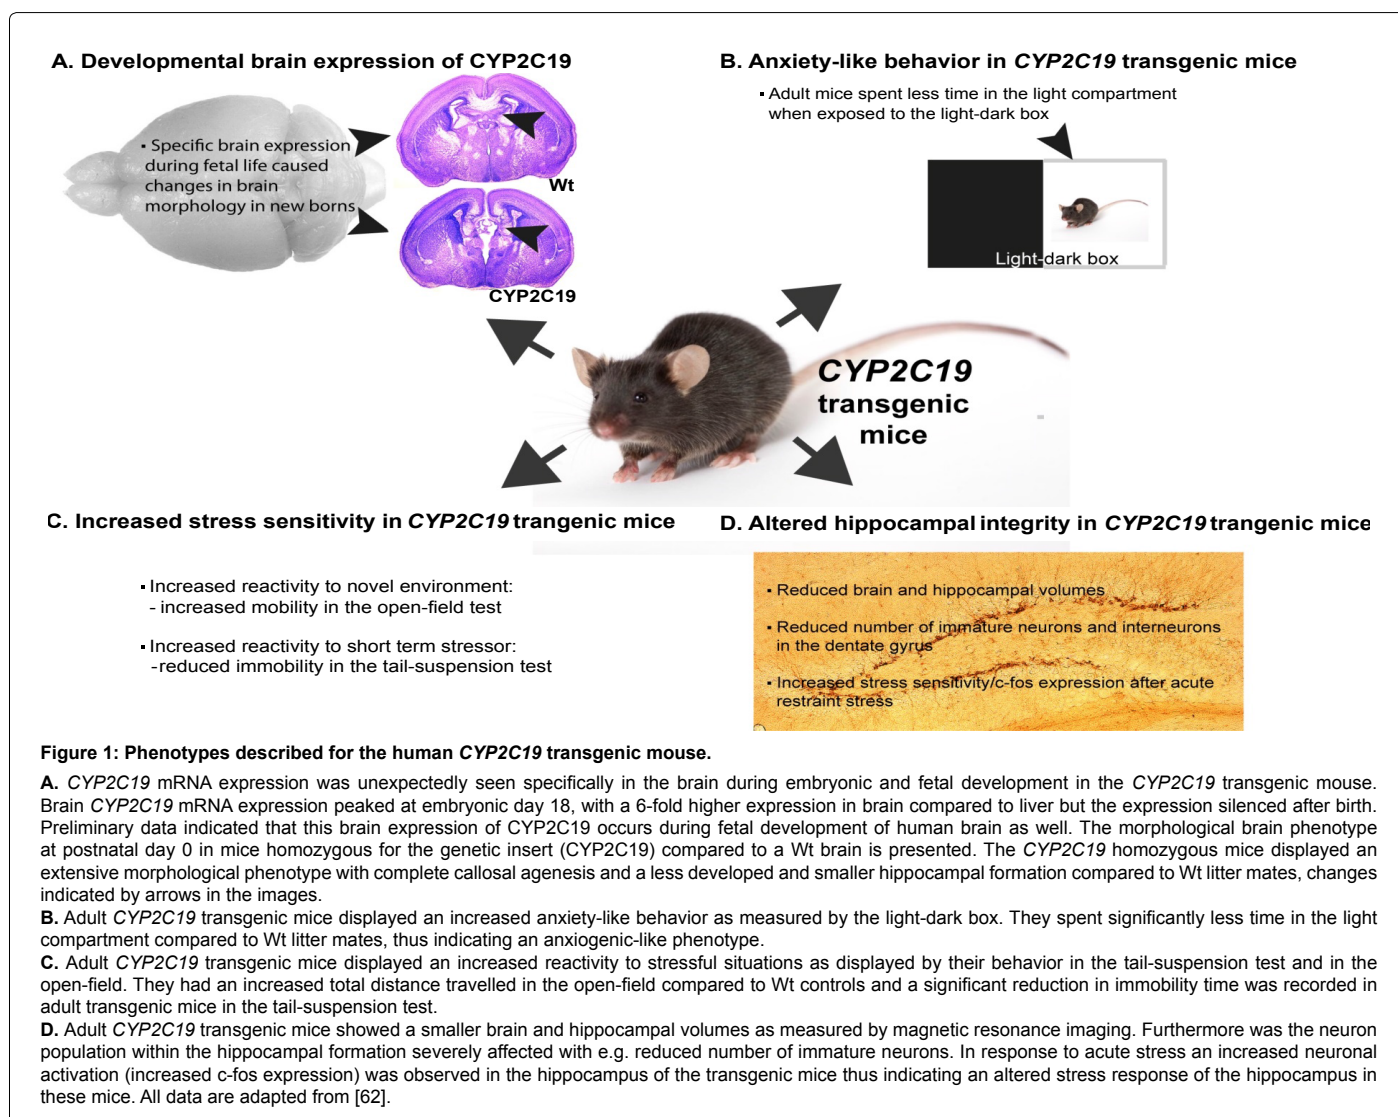 A. Developmental brain expression of CYP2C19
▪ Specific brain expression
during fetal life caused
changes in brain
morphology in new borns
Wt
CYP2C19
B. Anxiety-like behavior in CYP2C19 transgenic mice
▪ Adult mice spent less time in the light compartment
when exposed to the light-dark box
Light-dark box
CYP2C19
transgenic
mice
C. Increased stress sensitivity in CYP2C19 trangenic mice
▪ Increased reactivity to novel environment:
- increased mobility in the open-field test
▪ Increased reactivity to short term stressor:
-reduced immobility in the tail-suspension test
D. Altered hippocampal integrity in CYP2C19 trangenic mice
▪ Reduced brain and hippocampal volumes
▪ Reduced number of immature neurons and interneurons
in the dentate gyrus
▪ Increased stress sensitivity/c-fos expression after acute
restraint stress
Figure 1: Phenotypes described for the human CYP2C19 transgenic mouse.
A. CYP2C19 mRNA expression was unexpectedly seen specifically in the brain during embryonic and fetal development in the CYP2C19 transgenic mouse.
Brain CYP2C19 mRNA expression peaked at embryonic day 18, with a 6-fold higher expression in brain compared to liver but the expression silenced after birth.
Preliminary data indicated that this brain expression of CYP2C19 occurs during fetal development of human brain as well. The morphological brain phenotype
at postnatal day 0 in mice homozygous for the genetic insert (CYP2C19) compared to a Wt brain is presented. The CYP2C19 homozygous mice displayed an
extensive morphological phenotype with complete callosal agenesis and a less developed and smaller hippocampal formation compared to Wt litter mates, changes
indicated by arrows in the images.
B. Adult CYP2C19 transgenic mice displayed an increased anxiety-like behavior as measured by the light-dark box. They spent significantly less time in the light
compartment compared to Wt litter mates, thus indicating an anxiogenic-like phenotype.
C. Adult CYP2C19 transgenic mice displayed an increased reactivity to stressful situations as displayed by their behavior in the tail-suspension test and in the
open-field. They had an increased total distance travelled in the open-field compared to Wt controls and a significant reduction in immobility time was recorded in
adult transgenic mice in the tail-suspension test.
D. Adult CYP2C19 transgenic mice showed a smaller brain and hippocampal volumes as measured by magnetic resonance imaging. Furthermore was the neuron
population within the hippocampal formation severely affected with e.g. reduced number of immature neurons. In response to acute stress an increased neuronal
activation (increased c-fos expression) was observed in the hippocampus of the transgenic mice thus indicating an altered stress response of the hippocampus in
these mice. All data are adapted from [62].